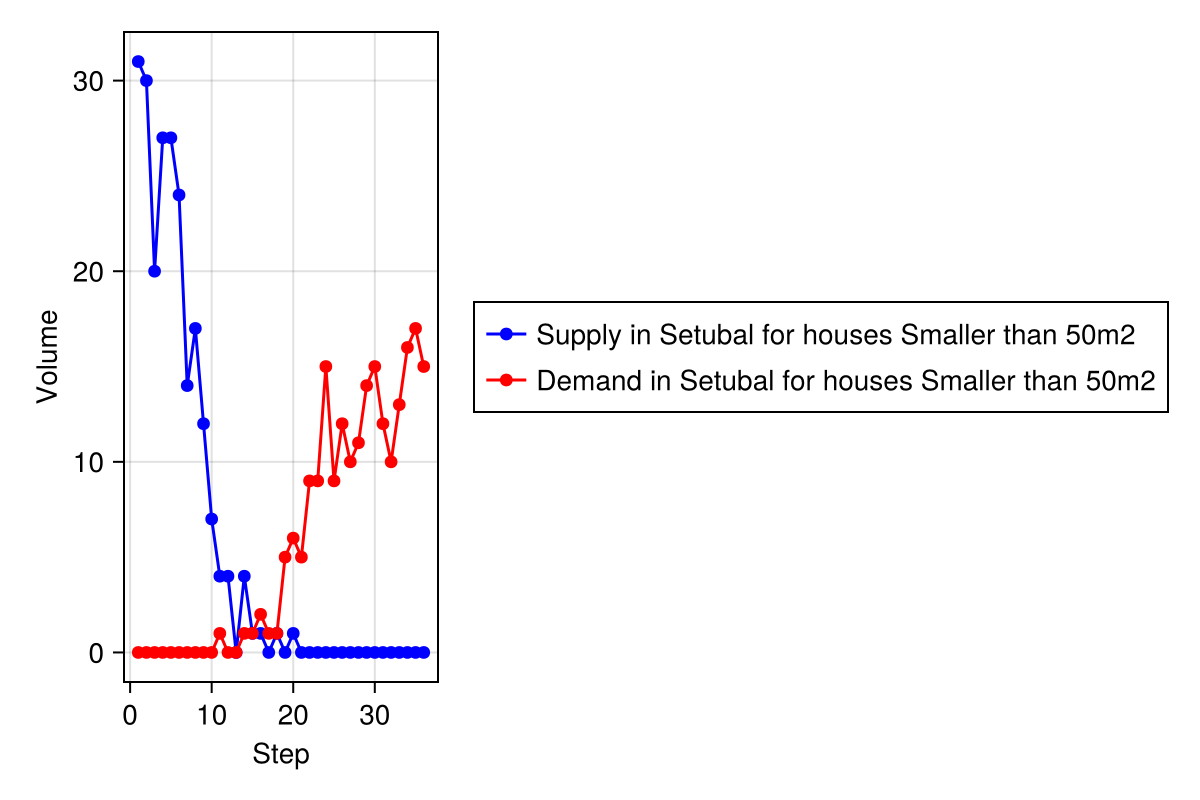 30
20
10
0
Volume
0 10 20 30
Step
Supply in Setubal for houses Smaller than 50m2
Demand in Setubal for houses Smaller than 50m2